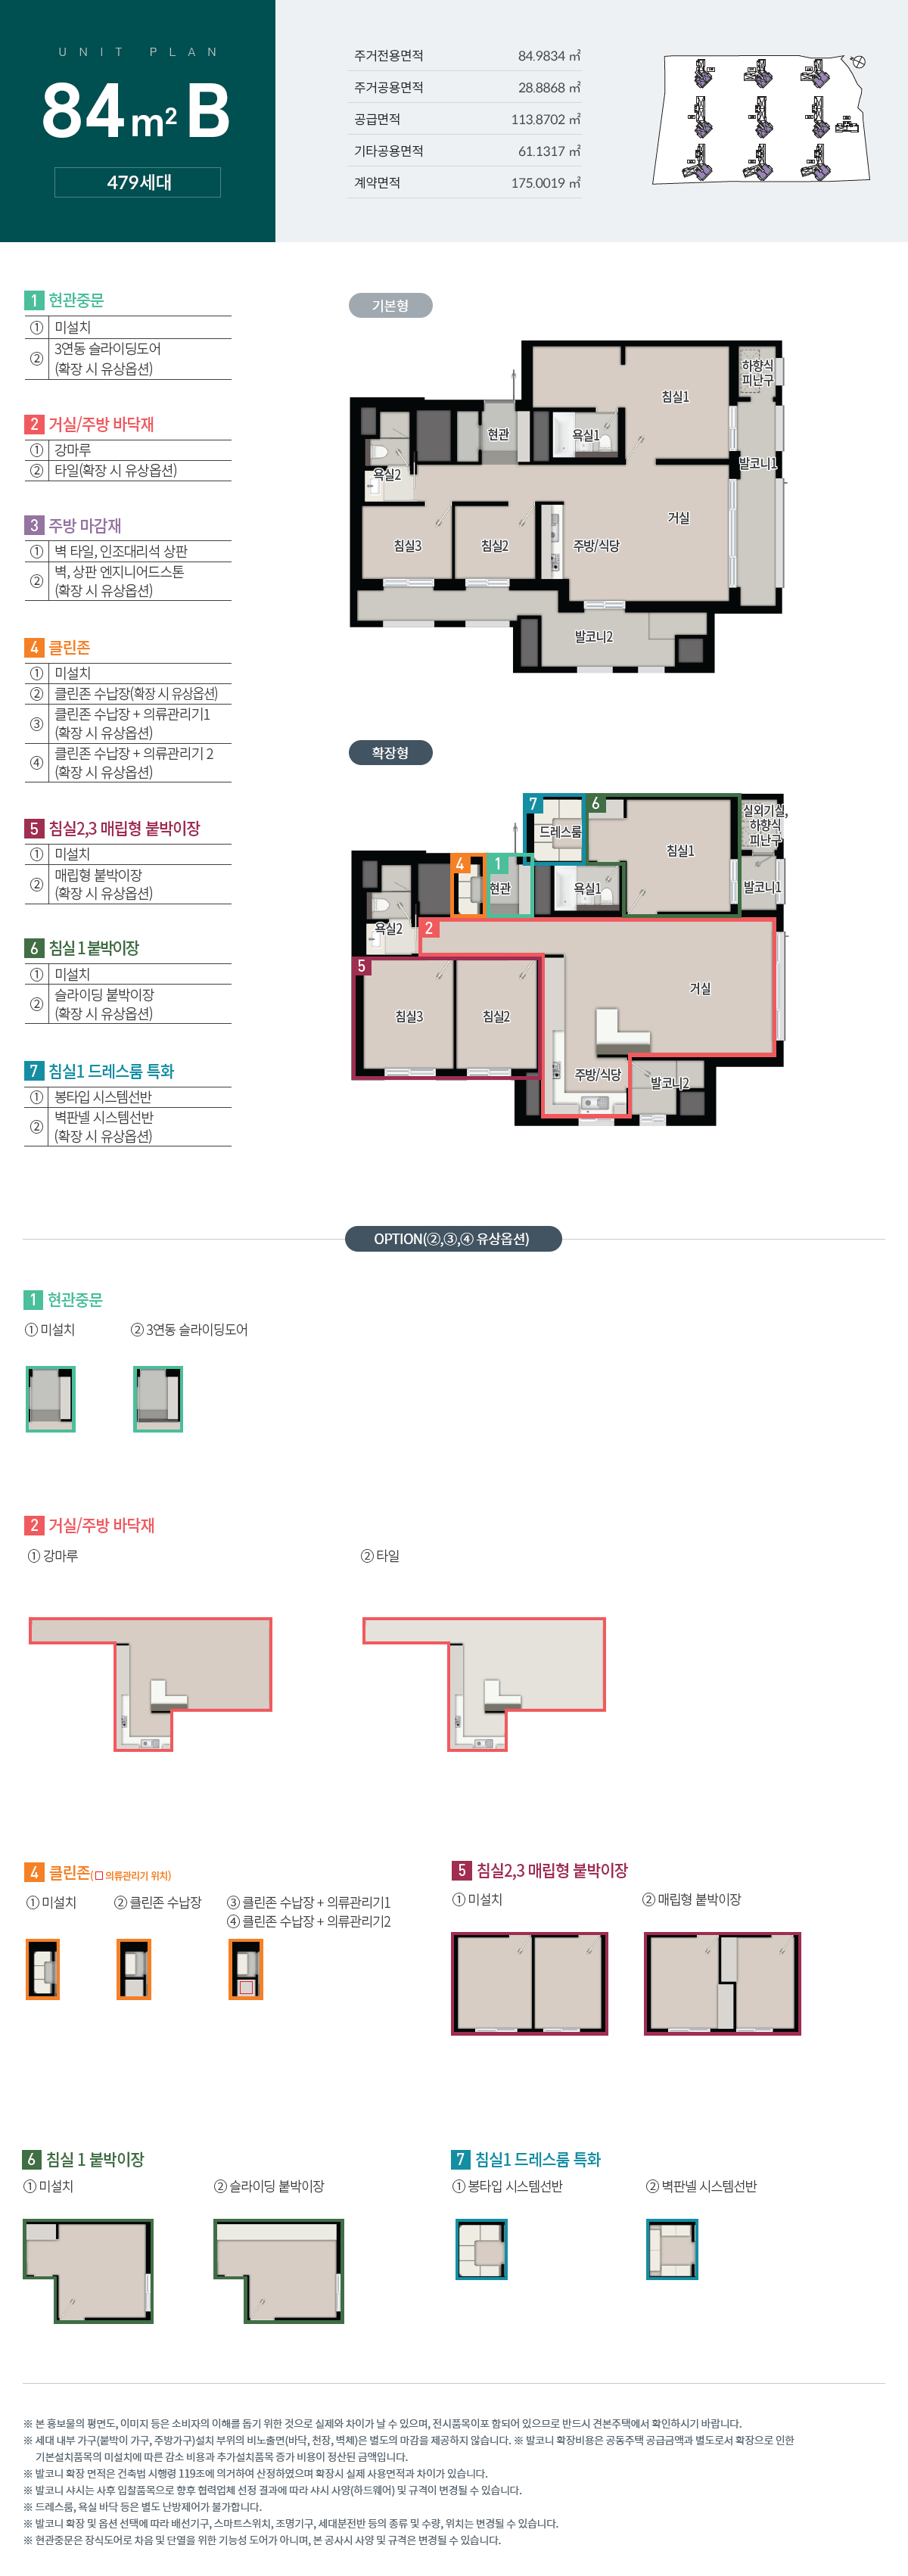 UNIT PLAN
84m² B
479세대
주거전용면적 84.9834 ㎡
주거공용면적 28.8868 ㎡
공급면적 113.8702 ㎡
기타공용면적 61.1317 ㎡
계약면적 175.0019 ㎡
1 현관중문
① 미설치
② 3연동 슬라이딩도어
(확장 시 유상옵션)
2 거실/주방 바닥재
① 강마루
② 타일(확장 시 유상옵션)
3 주방 마감재
① 벽 타일, 인조대리석 상판
② 벽, 상판 엔지니어드스톤
(확장 시 유상옵션)
4 클린존
① 미설치
② 클린존 수납장(확장 시 유상옵션)
③ 클린존 수납장 + 의류관리기1
(확장 시 유상옵션)
④ 클린존 수납장 + 의류관리기 2
(확장 시 유상옵션)
5 침실2,3 매립형 붙박이장
① 미설치
② 매립형 붙박이장
(확장 시 유상옵션)
6 침실 1 붙박이장
① 미설치
② 슬라이딩 붙박이장
(확장 시 유상옵션)
7 침실1 드레스룸 특화
① 봉타입 시스템선반
② 벽판넬 시스템선반
(확장 시 유상옵션)
기본형
하향식
피난구
침실1
현관
욕실1
발코니1
욕실2
거실
침실3
침실2
주방/식당
발코니2
확장형
7
6
드레스룸
실외기실,
하향식
피난구
침실1
4
1
현관
욕실1
발코니1
욕실2
2
5
거실
침실3
침실2
주방/식당
발코니2
OPTION(②,③,④ 유상옵션)
1 현관중문
① 미설치
② 3연동 슬라이딩도어
2 거실/주방 바닥재
① 강마루
② 타일
4 클린존(□ 의류관리기 위치)
① 미설치
② 클린존 수납장
③ 클린존 수납장 + 의류관리기1
④ 클린존 수납장 + 의류관리기2
5 침실2,3 매립형 붙박이장
① 미설치
② 매립형 붙박이장
6 침실 1 붙박이장
① 미설치
② 슬라이딩 붙박이장
7 침실1 드레스룸 특화
① 봉타입 시스템선반
② 벽판넬 시스템선반
※ 본 홍보물의 평면도, 이미지 등은 소비자의 이해를 돕기 위한 것으로 실제와 차이가 날 수 있으며, 전시품목이포 함되어 있으므로 반드시 견본주택에서 확인하시기 바랍니다.
※ 세대 내부 가구(붙박이 가구, 주방가구)설치 부위의 비노출면(바닥, 천장, 벽체)은 별도의 마감을 제공하지 않습니다. ※ 발코니 확장비용은 공동주택 공급금액과 별도로서 확장으로 인한
기본설치품목의 미설치에 따른 감소 비용과 추가설치품목 증가 비용이 정산된 금액입니다.
※ 발코니 확장 면적은 건축법 시행령 119조에 의거하여 산정하였으며 확장시 실제 사용면적과 차이가 있습니다.
※ 발코니 샤시는 사후 입찰품목으로 향후 협력업체 선정 결과에 따라 샤시 사양(하드웨어) 및 규격이 변경될 수 있습니다.
※ 드레스룸, 욕실 바닥 등은 별도 난방제어가 불가합니다.
※ 발코니 확장 및 옵션 선택에 따라 배선기구, 스마트스위치, 조명기구, 세대분전반 등의 종류 및 수량, 위치는 변경될 수 있습니다.
※ 현관중문은 장식도어로 차음 및 단열을 위한 기능성 도어가 아니며, 본 공사시 사양 및 규격은 변경될 수 있습니다.